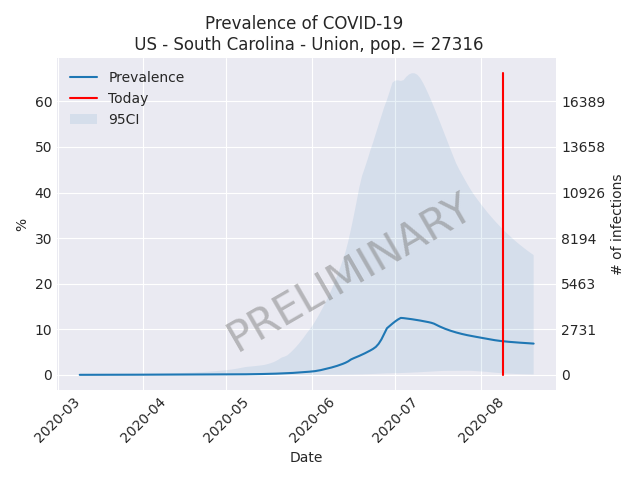 Prevalence of COVID-19
US - South Carolina - Union, pop. = 27316
Prevalence
Today
95CI
PRELIMINARY
%
60
50
40
30
20
10
0
# of infections
16389
13658
10926
8194
5463
2731
0
2020-03
2020-04
2020-05
2020-06
2020-07
2020-08
Date